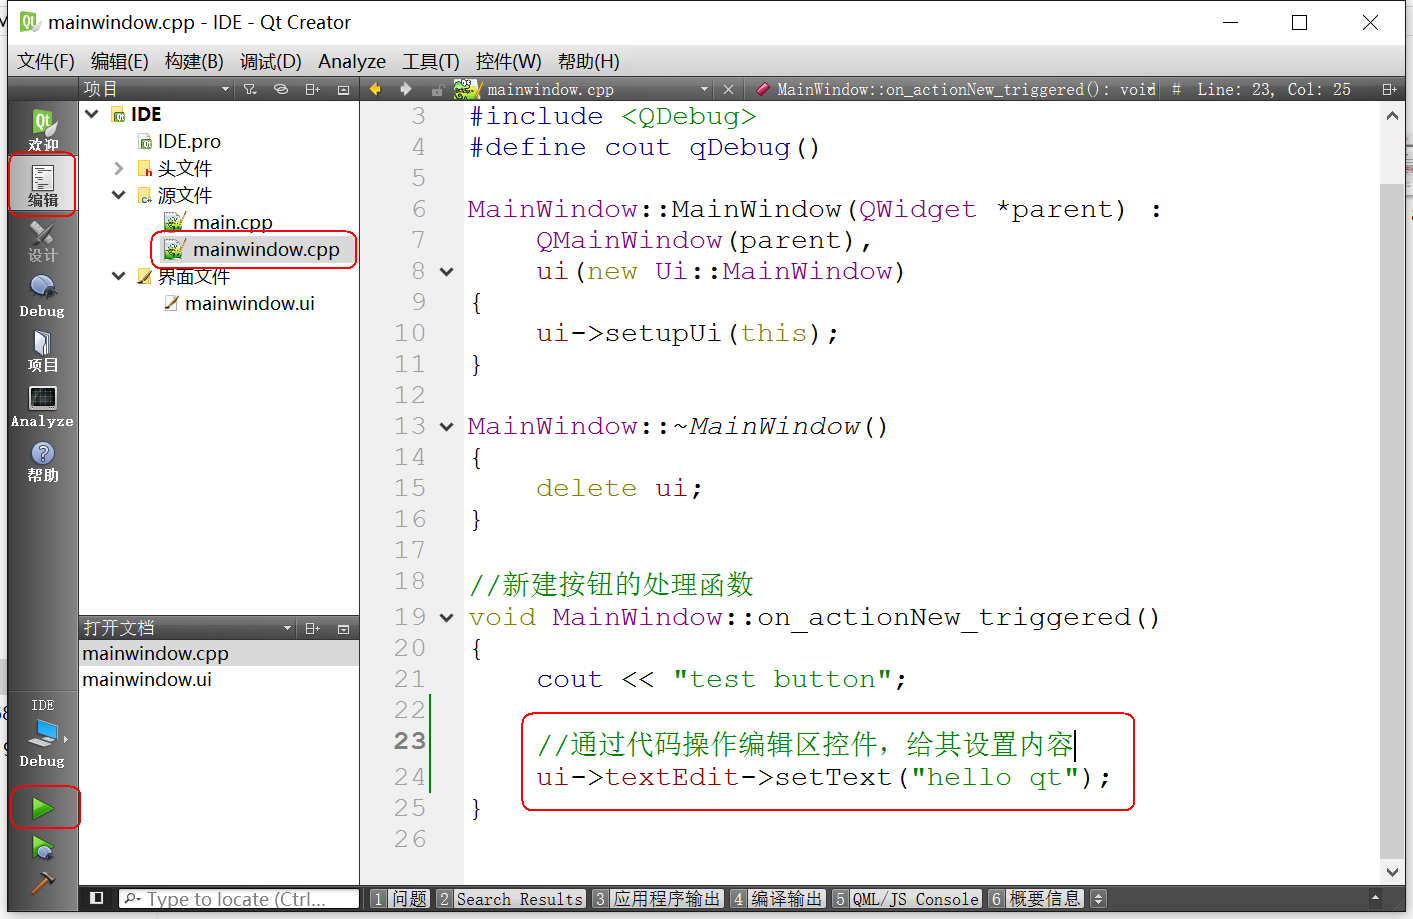 mainwindow.cpp - IDE - Qt Creator
文件(F) 编辑(E) 构建(B) 调试(D) Analyze 工具(T) 控件(W) 帮助(H)
项目
mainwindow.cpp
MainWindow::on_actionNew_triggered(): void
# Line: 23, Col: 25
欢迎
编辑
设计
Debug
项目
Analyze
帮助
IDE
Debug
IDE
IDE.pro
头文件
源文件
main.cpp
mainwindow.cpp
界面文件
mainwindow.ui
打开文档
mainwindow.cpp
mainwindow.ui
3 #include <QDebug>
4 #define cout qDebug()
5
6 MainWindow::MainWindow(QWidget *parent) :
7 QMainWindow(parent),
8 ui(new Ui::MainWindow)
9 {
10 ui->setupUi(this);
11 }
12
13 MainWindow::~MainWindow()
14 {
15 delete ui;
16 }
17
18 //新建按钮的处理函数
19 void MainWindow::on_actionNew_triggered()
20 {
21 cout << "test button";
22
23 //通过代码操作编辑区控件，给其设置内容
24 ui->textEdit->setText("hello qt");
25 }
26
Type to locate (Ctrl...
1 问题 2 Search Results 3 应用程序输出 4 编译输出 5 QML/JS Console 6 概要信息